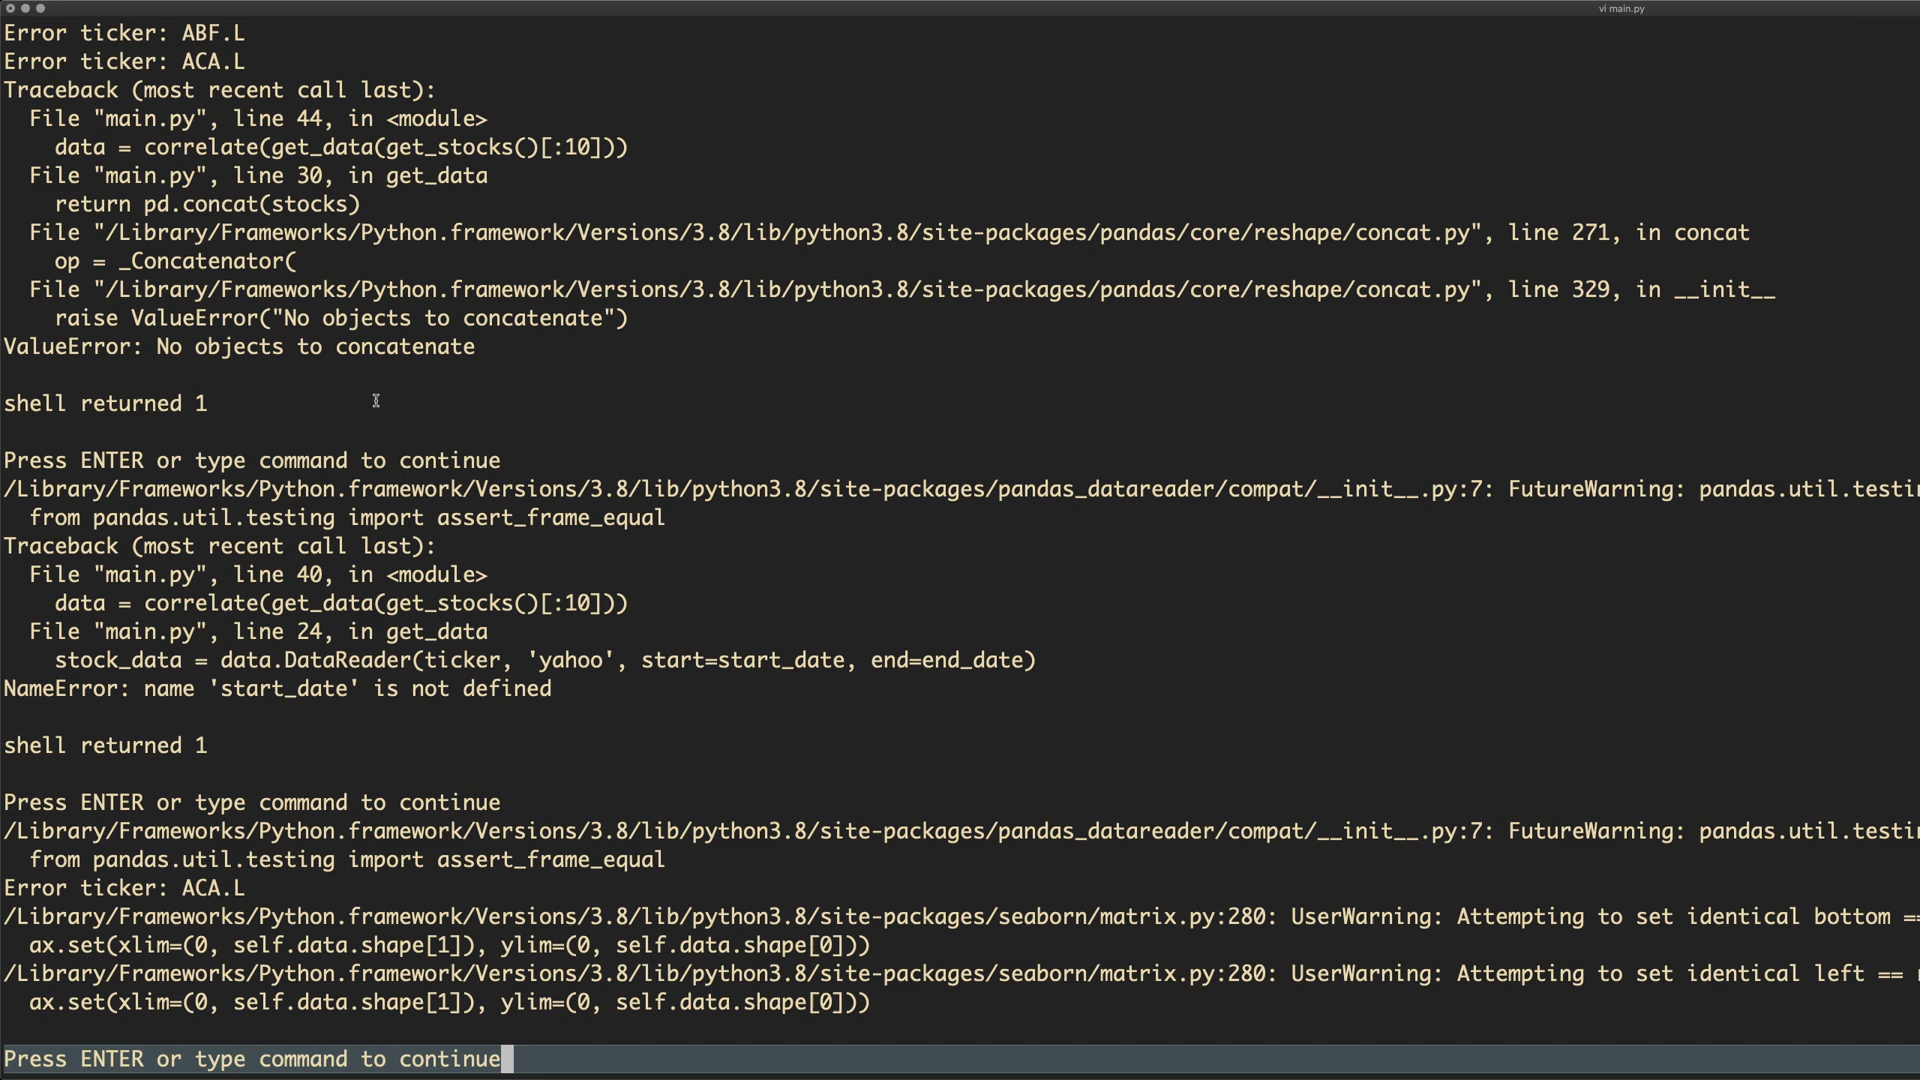 vi main.py
Error ticker: ABF.L
Error ticker: ACA.L
Traceback (most recent call last):
  File "main.py", line 44, in <module>
    data = correlate(get_data(get_stocks()[:10]))
  File "main.py", line 30, in get_data
    return pd.concat(stocks)
  File "/Library/Frameworks/Python.framework/Versions/3.8/lib/python3.8/site-packages/pandas/core/reshape/concat.py", line 271, in concat
    op = _Concatenator(
  File "/Library/Frameworks/Python.framework/Versions/3.8/lib/python3.8/site-packages/pandas/core/reshape/concat.py", line 329, in __init__
    raise ValueError("No objects to concatenate")
ValueError: No objects to concatenate
shell returned 1
Press ENTER or type command to continue
/Library/Frameworks/Python.framework/Versions/3.8/lib/python3.8/site-packages/pandas_datareader/compat/__init__.py:7: FutureWarning: pandas.util.testi
  from pandas.util.testing import assert_frame_equal
Traceback (most recent call last):
  File "main.py", line 40, in <module>
    data = correlate(get_data(get_stocks()[:10]))
  File "main.py", line 24, in get_data
    stock_data = data.DataReader(ticker, 'yahoo', start=start_date, end=end_date)
NameError: name 'start_date' is not defined
shell returned 1
Press ENTER or type command to continue
/Library/Frameworks/Python.framework/Versions/3.8/lib/python3.8/site-packages/pandas_datareader/compat/__init__.py:7: FutureWarning: pandas.util.testi
  from pandas.util.testing import assert_frame_equal
Error ticker: ACA.L
/Library/Frameworks/Python.framework/Versions/3.8/lib/python3.8/site-packages/seaborn/matrix.py:280: UserWarning: Attempting to set identical bottom ==
  ax.set(xlim=(0, self.data.shape[1]), ylim=(0, self.data.shape[0]))
/Library/Frameworks/Python.framework/Versions/3.8/lib/python3.8/site-packages/seaborn/matrix.py:280: UserWarning: Attempting to set identical left ==
  ax.set(xlim=(0, self.data.shape[1]), ylim=(0, self.data.shape[0]))
Press ENTER or type command to continue